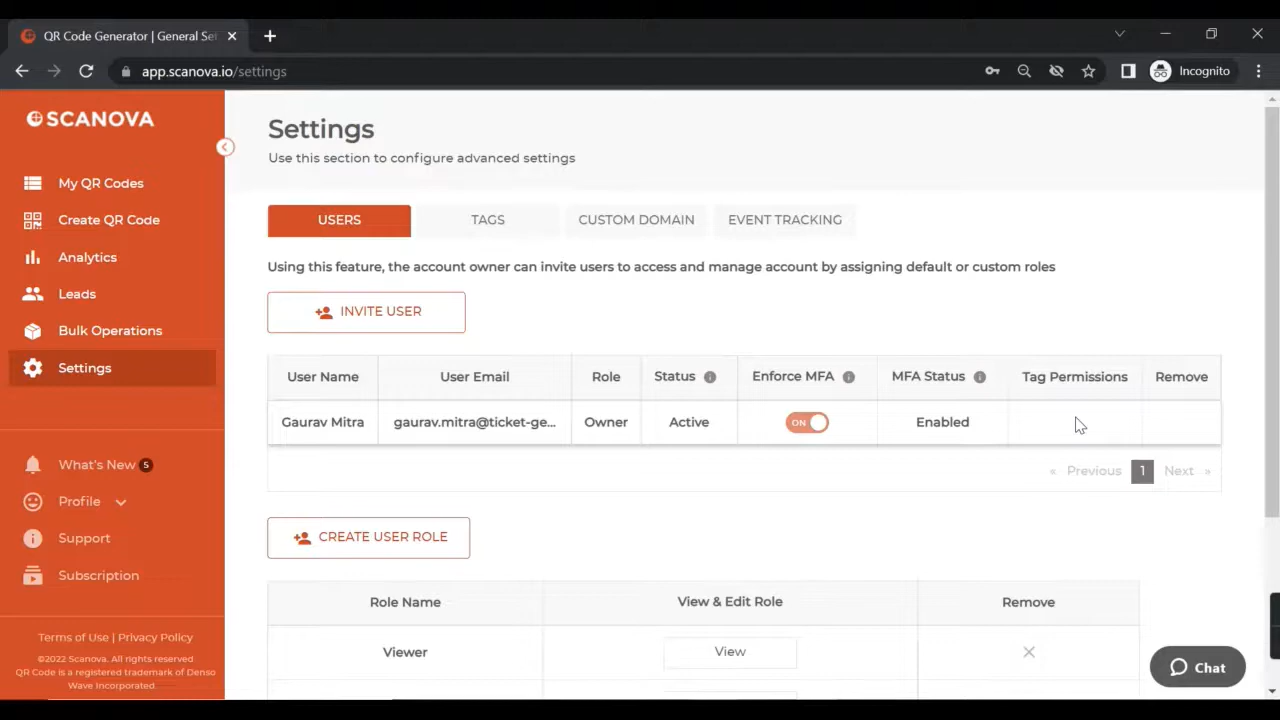 QR Code Generator | General Set
app.scanova.io/settings
Incognito
SCANOVA
My QR Codes
Create QR Code
Analytics
Leads
Bulk Operations
Settings
What's New 5
Profile
Support
Subscription
Terms of Use | Privacy Policy
©2022 Scanova. All rights reserved
QR Code is a registered trademark of Denso
Wave Incorporated.
Settings
Use this section to configure advanced settings
USERS TAGS CUSTOM DOMAIN EVENT TRACKING
Using this feature, the account owner can invite users to access and manage account by assigning default or custom roles
INVITE USER
User Name User Email Role Status Enforce MFA MFA Status Tag Permissions Remove
Gaurav Mitra gaurav.mitra@ticket-ge... Owner Active ON Enabled
« Previous 1 Next »
CREATE USER ROLE
Role Name View & Edit Role Remove
Viewer View
Chat